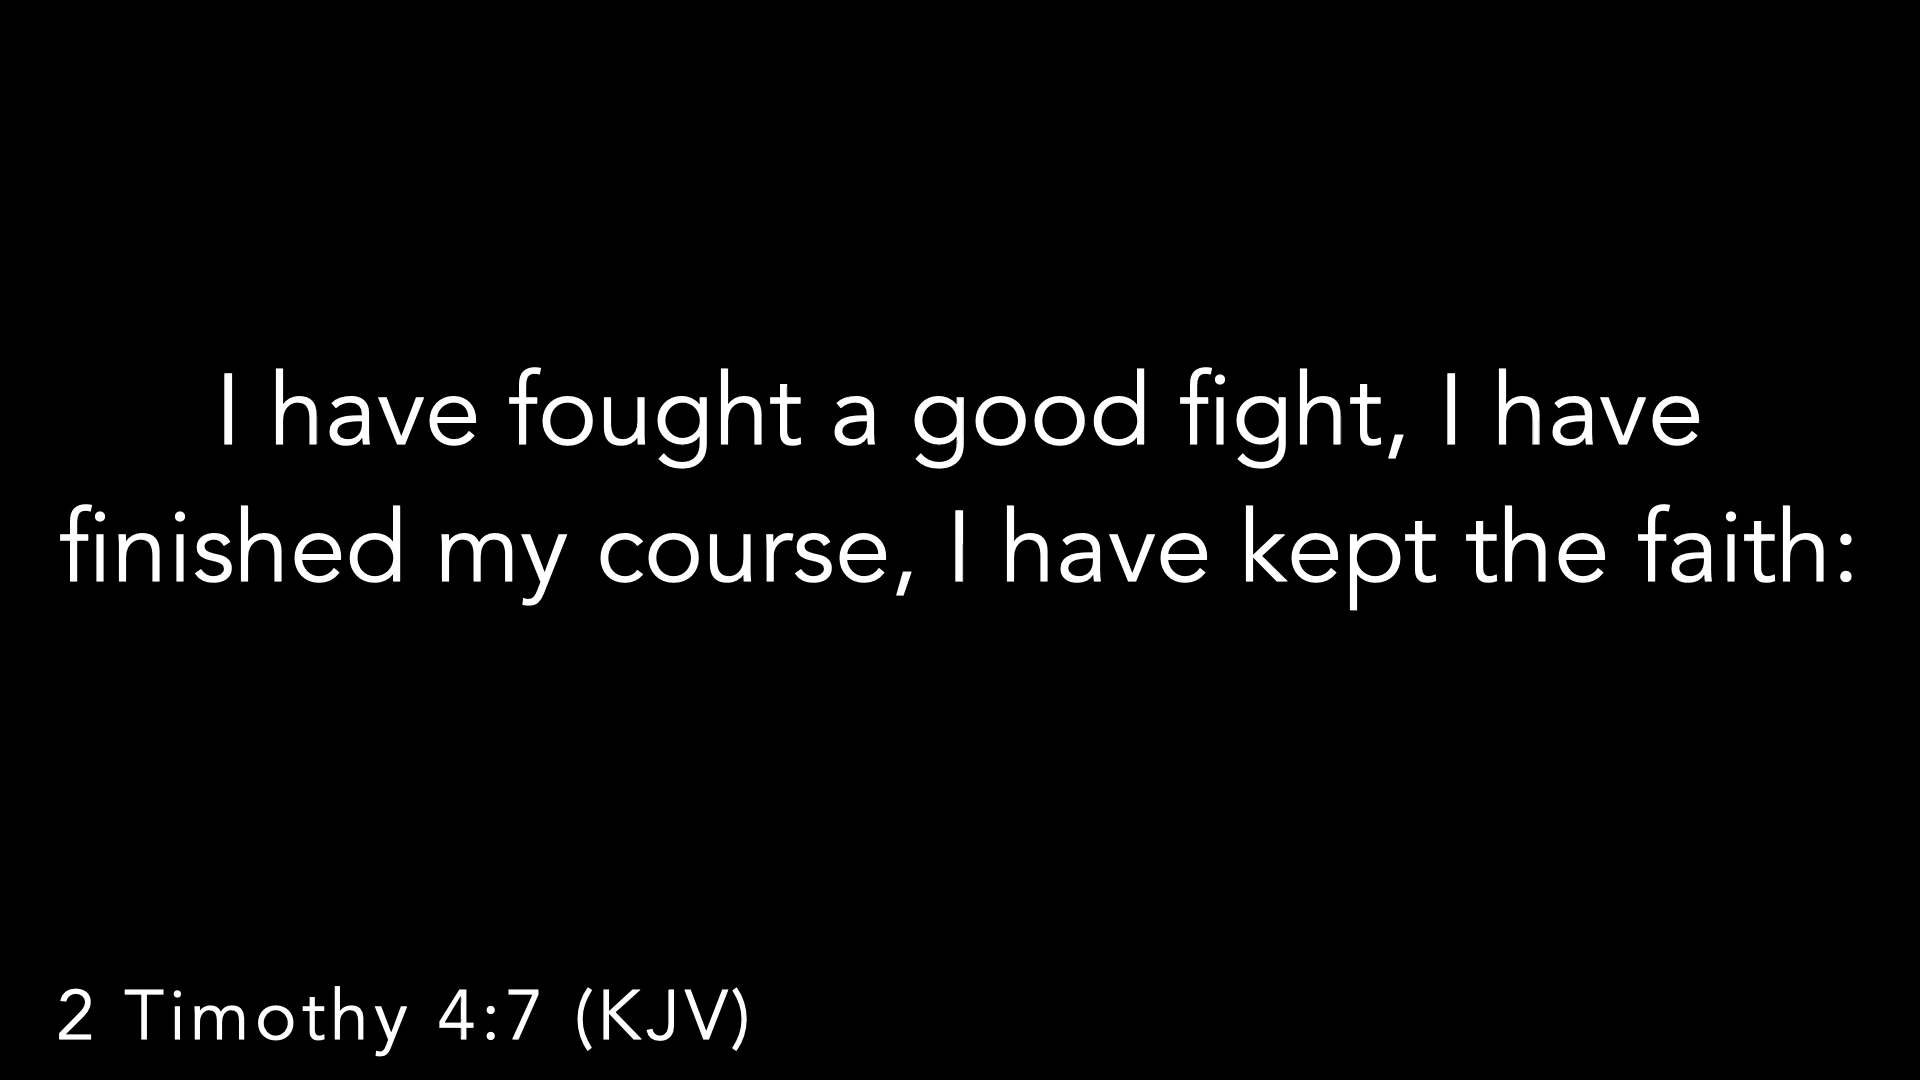 I have fought a good fight, I have
finished my course, I have kept the faith:
2 Timothy 4:7 (KJV)